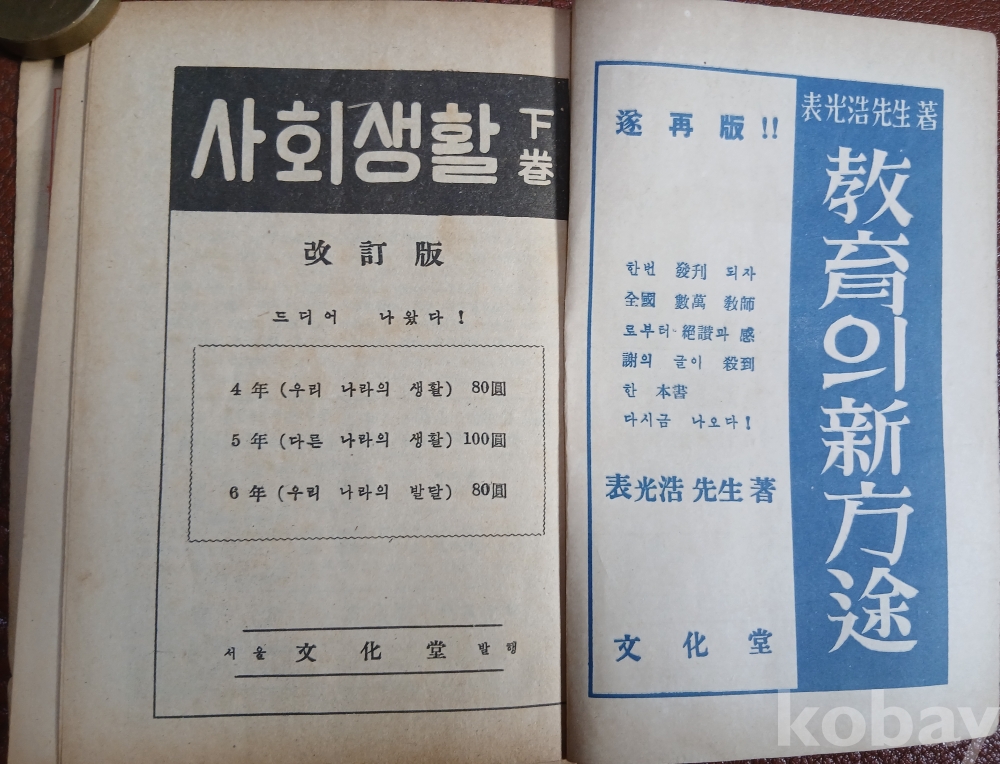 사회생활 下巻
改訂版
드디어 나왔다!
4年 (우리 나라의 생활) 80圓
5年 (다른 나라의 생활) 100圓
6年 (우리 나라의 발달) 80圓
서울 文化堂 발행
表光浩先生著
教育의新方途
遂再版!!
한번 發刊 되자
全國 數萬 敎師
로부터 絕讃과 感
謝의 글이 殺到
한 本書
다시금 나오다!
表光浩 先生 著
文化堂
kobay